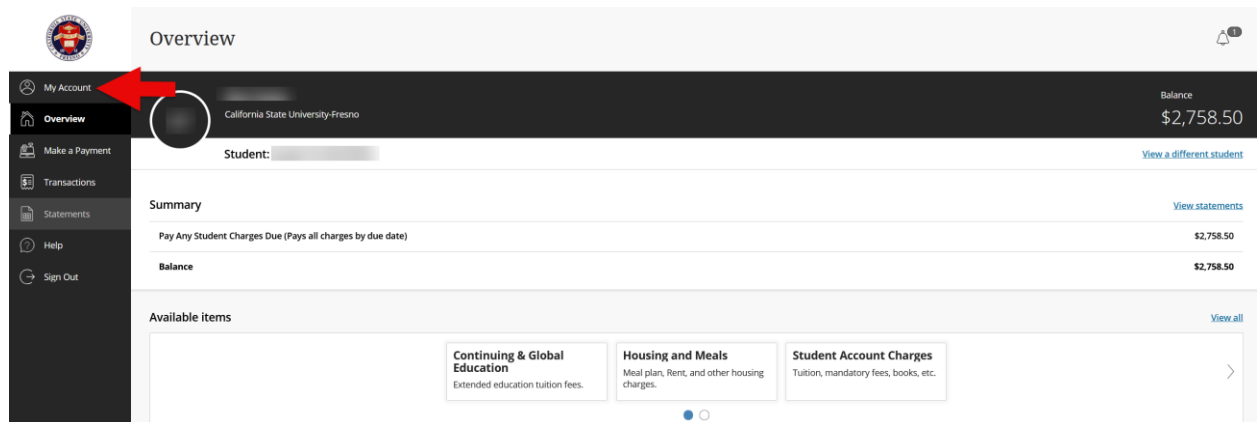 Overview
1
My Account
Overview
Make a Payment
Transactions
Statements
Help
Sign Out
California State University-Fresno
Balance
$2,758.50
Student:
View a different student
Summary
View statements
Pay Any Student Charges Due (Pays all charges by due date)
$2,758.50
Balance
$2,758.50
Available items
View all
Continuing & Global
Education
Extended education tuition fees.
Housing and Meals
Meal plan, Rent, and other housing
charges.
Student Account Charges
Tuition, mandatory fees, books, etc.